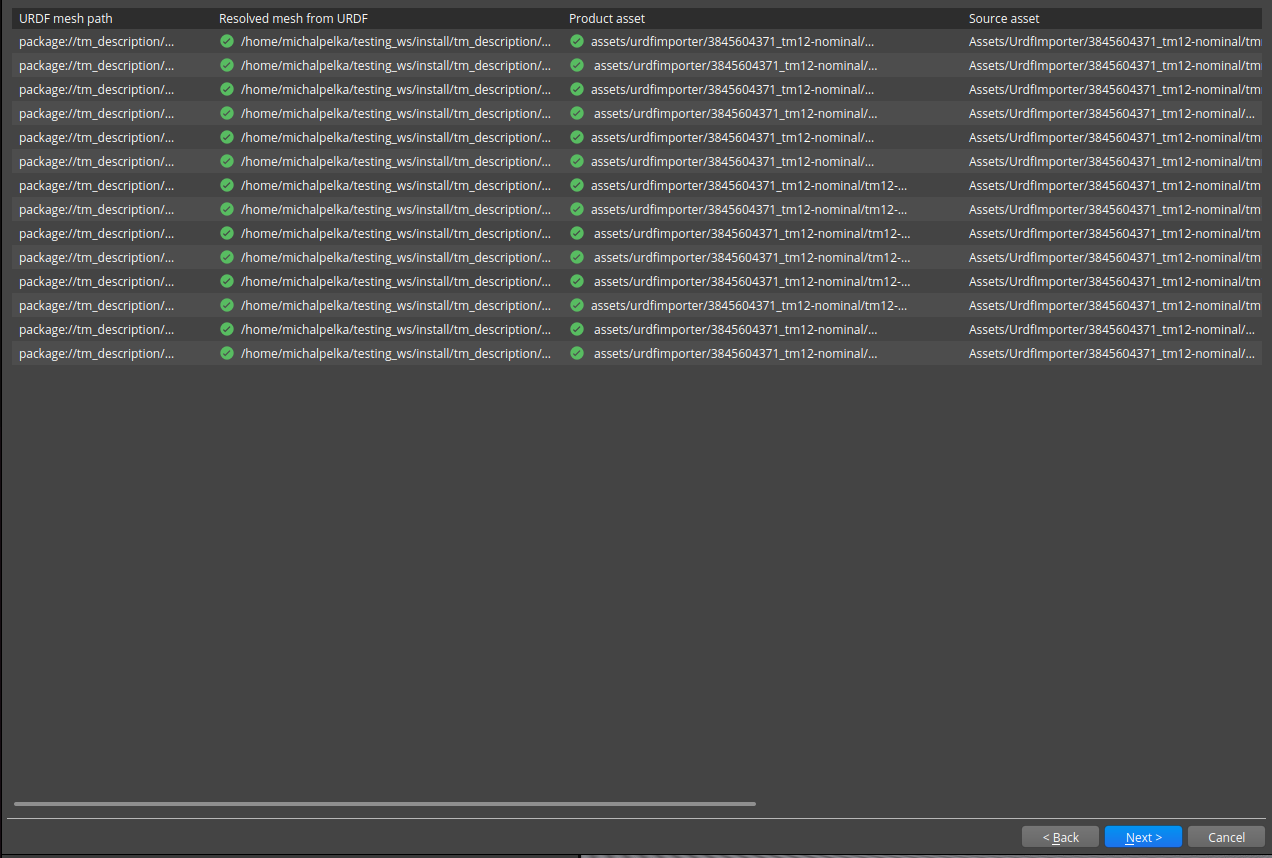 URDF mesh path Resolved mesh from URDF Product asset Source asset
package://tm_description/... /home/michalpelka/testing_ws/install/tm_description/... assets/urdfimporter/3845604371_tm12-nominal/... Assets/UrdfImporter/3845604371_tm12-nominal/tm
package://tm_description/... /home/michalpelka/testing_ws/install/tm_description/... assets/urdfimporter/3845604371_tm12-nominal/... Assets/UrdfImporter/3845604371_tm12-nominal/tm
package://tm_description/... /home/michalpelka/testing_ws/install/tm_description/... assets/urdfimporter/3845604371_tm12-nominal/... Assets/UrdfImporter/3845604371_tm12-nominal/tm
package://tm_description/... /home/michalpelka/testing_ws/install/tm_description/... assets/urdfimporter/3845604371_tm12-nominal/... Assets/UrdfImporter/3845604371_tm12-nominal/...
package://tm_description/... /home/michalpelka/testing_ws/install/tm_description/... assets/urdfimporter/3845604371_tm12-nominal/... Assets/UrdfImporter/3845604371_tm12-nominal/tm
package://tm_description/... /home/michalpelka/testing_ws/install/tm_description/... assets/urdfimporter/3845604371_tm12-nominal/... Assets/UrdfImporter/3845604371_tm12-nominal/tm
package://tm_description/... /home/michalpelka/testing_ws/install/tm_description/... assets/urdfimporter/3845604371_tm12-nominal/tm12-... Assets/UrdfImporter/3845604371_tm12-nominal/tm
package://tm_description/... /home/michalpelka/testing_ws/install/tm_description/... assets/urdfimporter/3845604371_tm12-nominal/tm12-... Assets/UrdfImporter/3845604371_tm12-nominal/tm
package://tm_description/... /home/michalpelka/testing_ws/install/tm_description/... assets/urdfimporter/3845604371_tm12-nominal/tm12-... Assets/UrdfImporter/3845604371_tm12-nominal/tm
package://tm_description/... /home/michalpelka/testing_ws/install/tm_description/... assets/urdfimporter/3845604371_tm12-nominal/tm12-... Assets/UrdfImporter/3845604371_tm12-nominal/tm
package://tm_description/... /home/michalpelka/testing_ws/install/tm_description/... assets/urdfimporter/3845604371_tm12-nominal/tm12-... Assets/UrdfImporter/3845604371_tm12-nominal/tm
package://tm_description/... /home/michalpelka/testing_ws/install/tm_description/... assets/urdfimporter/3845604371_tm12-nominal/tm12-... Assets/UrdfImporter/3845604371_tm12-nominal/tm
package://tm_description/... /home/michalpelka/testing_ws/install/tm_description/... assets/urdfimporter/3845604371_tm12-nominal/... Assets/UrdfImporter/3845604371_tm12-nominal/...
package://tm_description/... /home/michalpelka/testing_ws/install/tm_description/... assets/urdfimporter/3845604371_tm12-nominal/... Assets/UrdfImporter/3845604371_tm12-nominal/...
< Back Next > Cancel